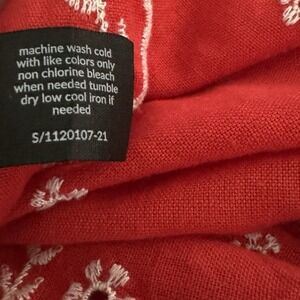 machine wash cold
with like colors only
non chlorine bleach
when needed tumble
dry low cool iron if
needed
S/1120107-21